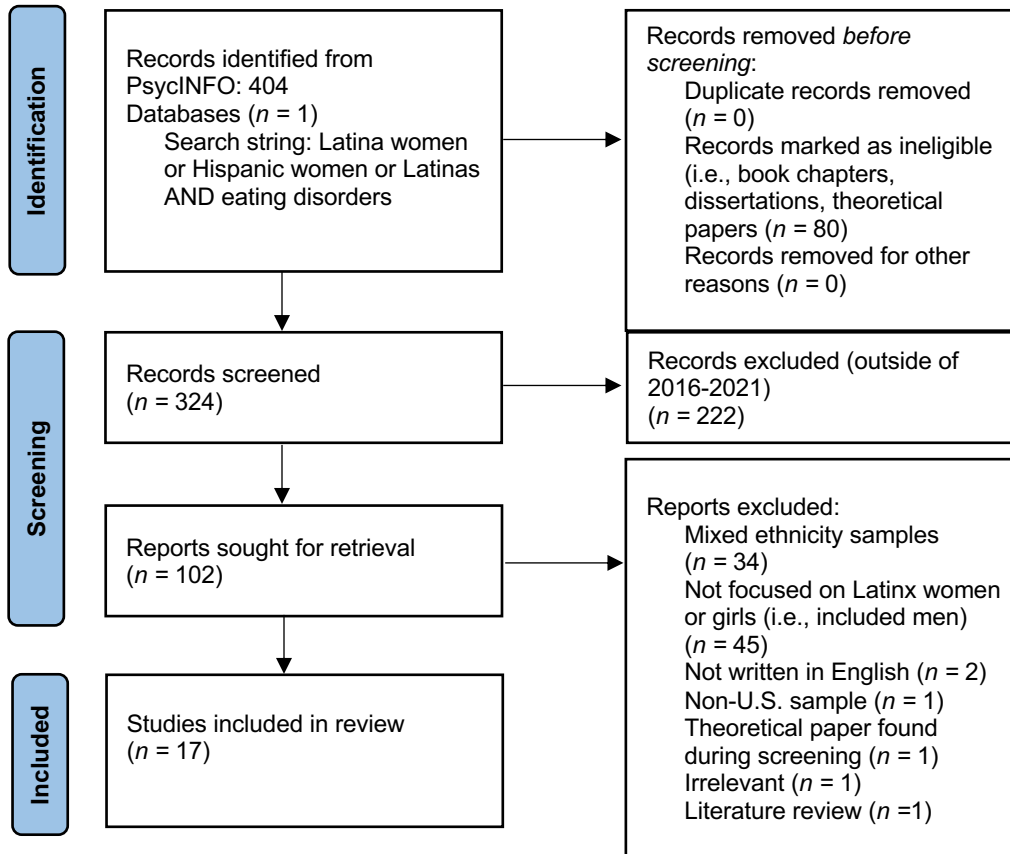 Identification
Records identified from
PsycINFO: 404
Databases (n = 1)
Search string: Latina women
or Hispanic women or Latinas
AND eating disorders
Records removed before
screening:
Duplicate records removed
(n = 0)
Records marked as ineligible
(i.e., book chapters,
dissertations, theoretical
papers (n = 80)
Records removed for other
reasons (n = 0)
Screening
Records screened
(n = 324)
Records excluded (outside of
2016-2021)
(n = 222)
Reports sought for retrieval
(n = 102)
Reports excluded:
Mixed ethnicity samples
(n = 34)
Not focused on Latinx women
or girls (i.e., included men)
(n = 45)
Not written in English (n = 2)
Non-U.S. sample (n = 1)
Theoretical paper found
during screening (n = 1)
Irrelevant (n = 1)
Literature review (n =1)
Included
Studies included in review
(n = 17)